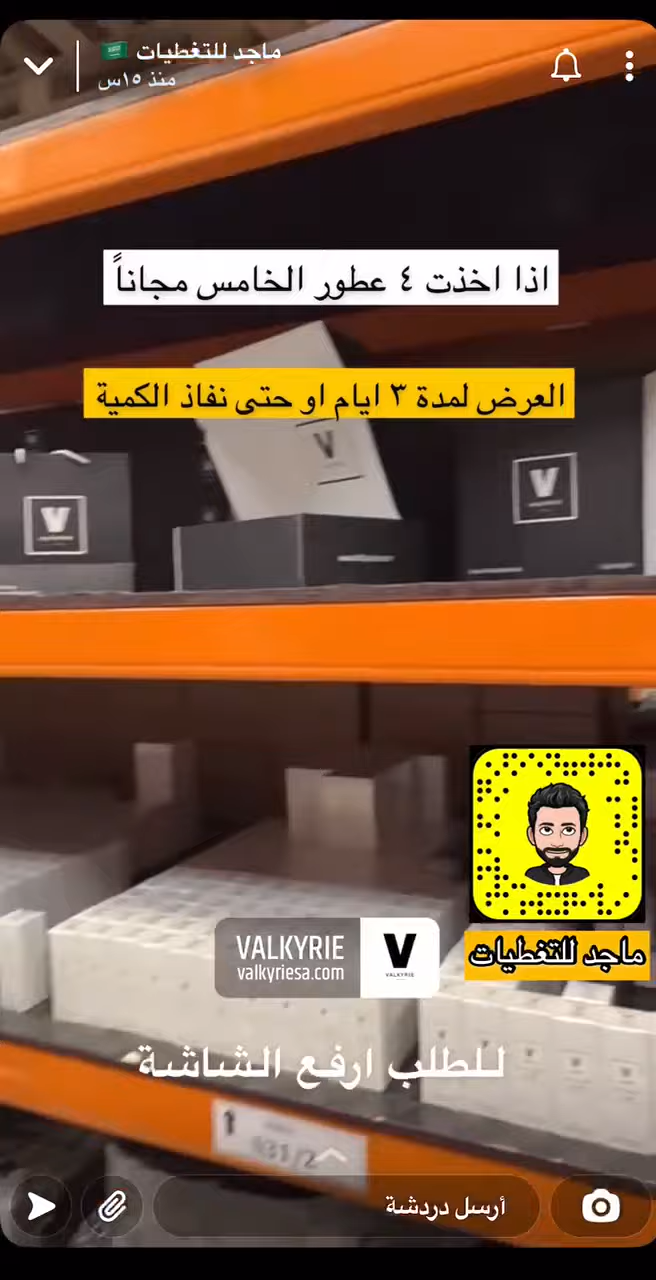 ماجد للتغطيات 🇸🇦
منذ ١٥س
اذا اخذت ٤ عطور الخامس مجاناً
العرض لمدة ٣ ايام او حتى نفاذ الكمية
V
V
V
VALKYRIE
valkyriesa.com
V
VALKYRIE
ماجد للتغطيات
للطلب ارفع الشاشة
أرسل دردشة